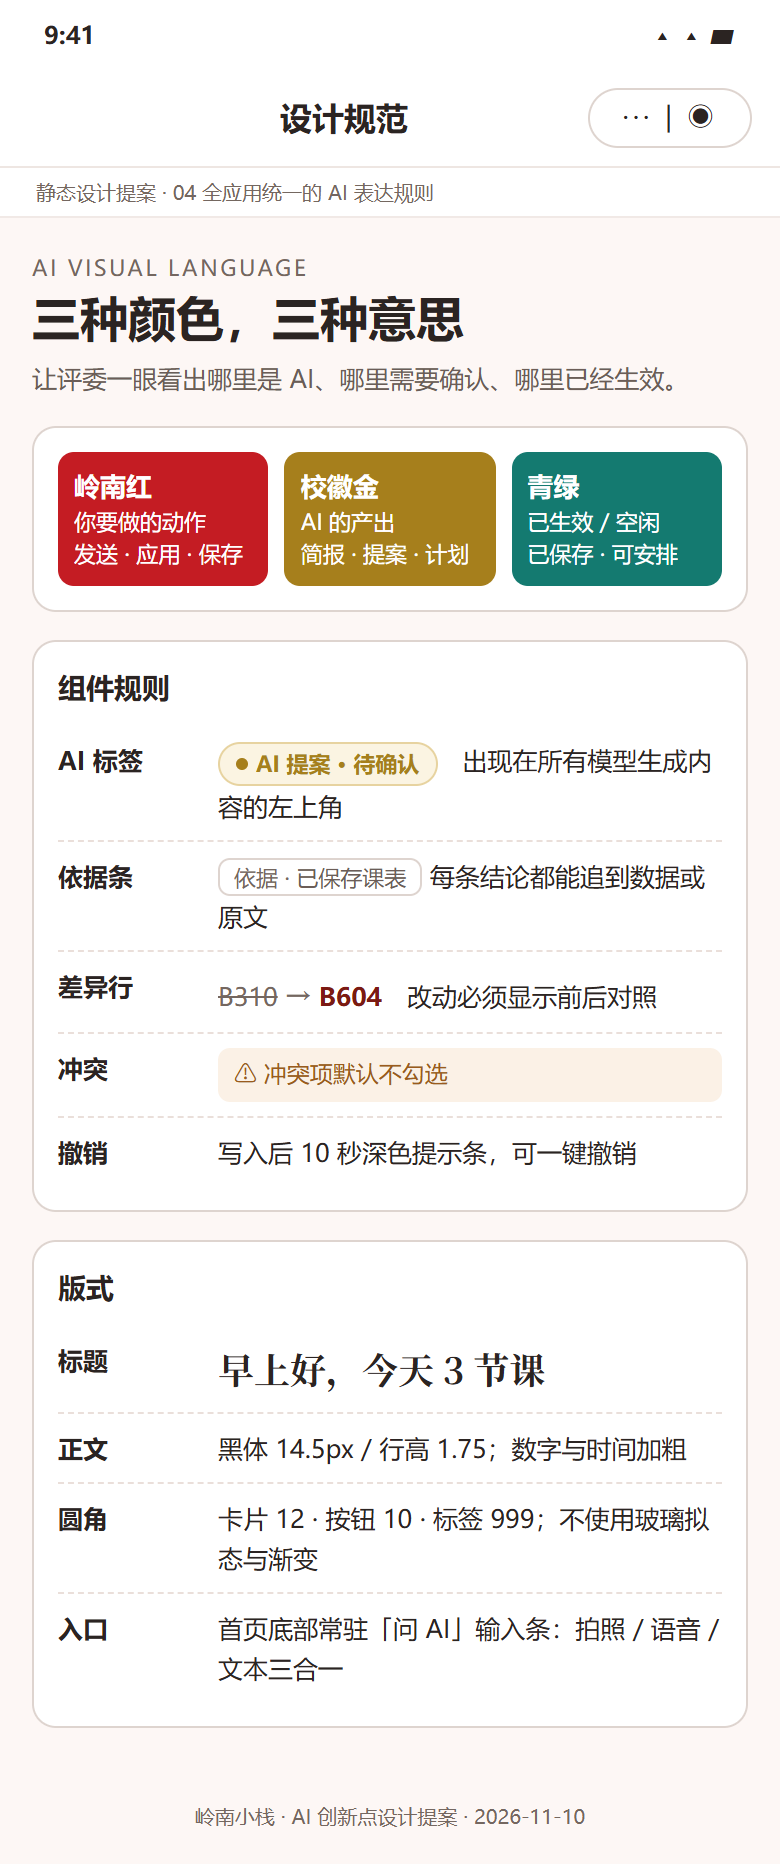 9:41
设计规范
静态设计提案 · 04 全应用统一的 AI 表达规则
AI VISUAL LANGUAGE
三种颜色，三种意思
让评委一眼看出哪里是 AI、哪里需要确认、哪里已经生效。
岭南红
你要做的动作
发送 · 应用 · 保存
校徽金
AI 的产出
简报 · 提案 · 计划
青绿
已生效 / 空闲
已保存 · 可安排
组件规则
AI 标签
AI 提案 · 待确认 出现在所有模型生成内
容的左上角
依据条
依据 · 已保存课表 每条结论都能追到数据或
原文
差异行
B310 → B604 改动必须显示前后对照
冲突
⚠ 冲突项默认不勾选
撤销
写入后 10 秒深色提示条，可一键撤销
版式
标题
早上好，今天 3 节课
正文
黑体 14.5px / 行高 1.75；数字与时间加粗
圆角
卡片 12 · 按钮 10 · 标签 999；不使用玻璃拟
态与渐变
入口
首页底部常驻「问 AI」输入条：拍照 / 语音 /
文本三合一
岭南小栈 · AI 创新点设计提案 · 2026-11-10